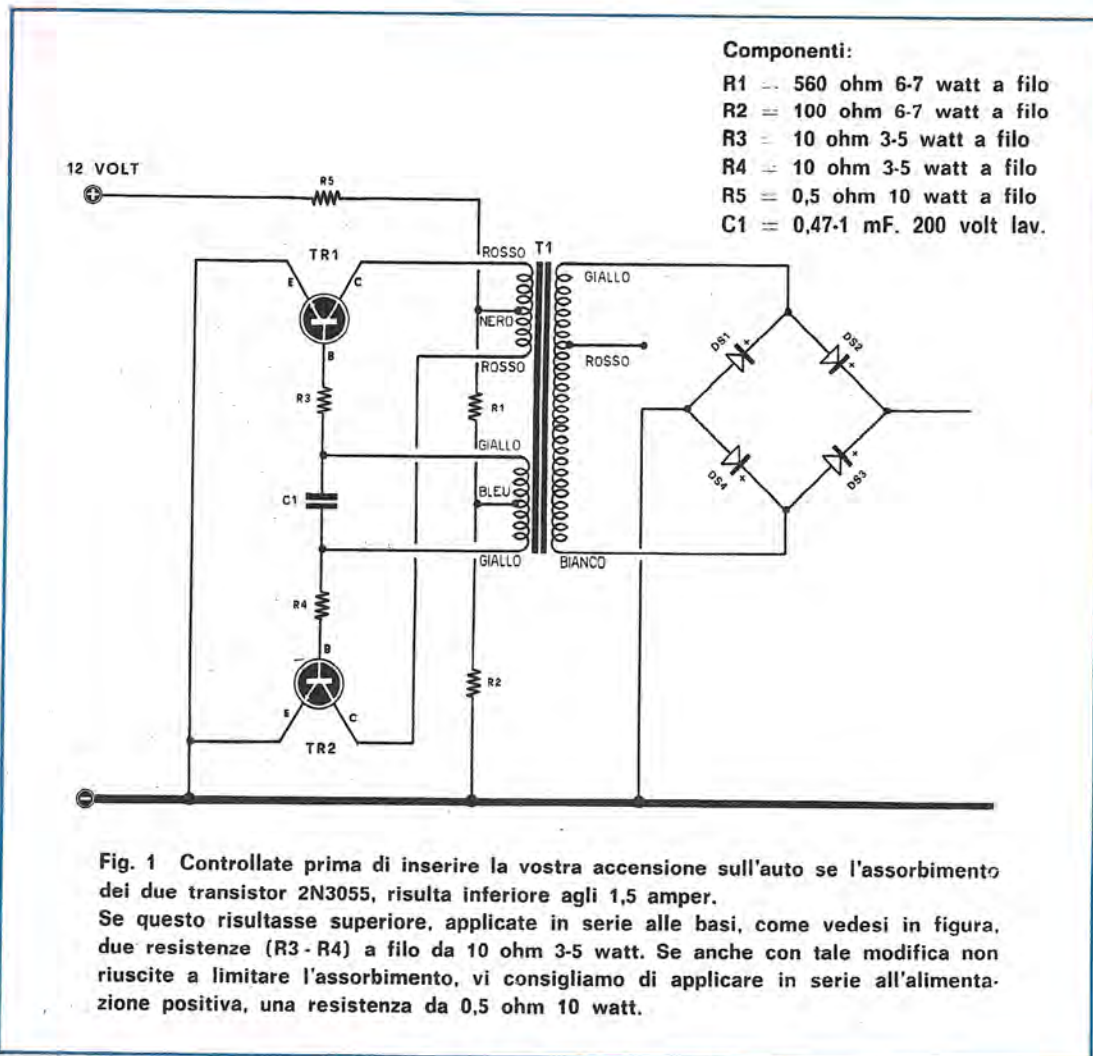 Componenti:
R1 = 560 ohm 6-7 watt a filo
R2 = 100 ohm 6-7 watt a filo
R3 = 10 ohm 3-5 watt a filo
R4 = 10 ohm 3-5 watt a filo
R5 = 0,5 ohm 10 watt a filo
C1 = 0,47-1 mF. 200 volt lav.
12 VOLT
+
R5
TR1
E
C
B
ROSSO
T1
GIALLO
NERO
ROSSO
ROSSO
DS1
+
DS2
+
R3
R1
GIALLO
C1
BLEU
DS4
+
DS3
+
GIALLO
BIANCO
R4
B
R2
E
C
TR2
-
Fig. 1 Controllate prima di inserire la vostra accensione sull'auto se l'assorbimento
dei due transistor 2N3055, risulta inferiore agli 1,5 amper.
Se questo risultasse superiore, applicate in serie alle basi, come vedesi in figura,
due resistenze (R3 - R4) a filo da 10 ohm 3-5 watt. Se anche con tale modifica non
riuscite a limitare l'assorbimento, vi consigliamo di applicare in serie all'alimenta-
zione positiva, una resistenza da 0,5 ohm 10 watt.